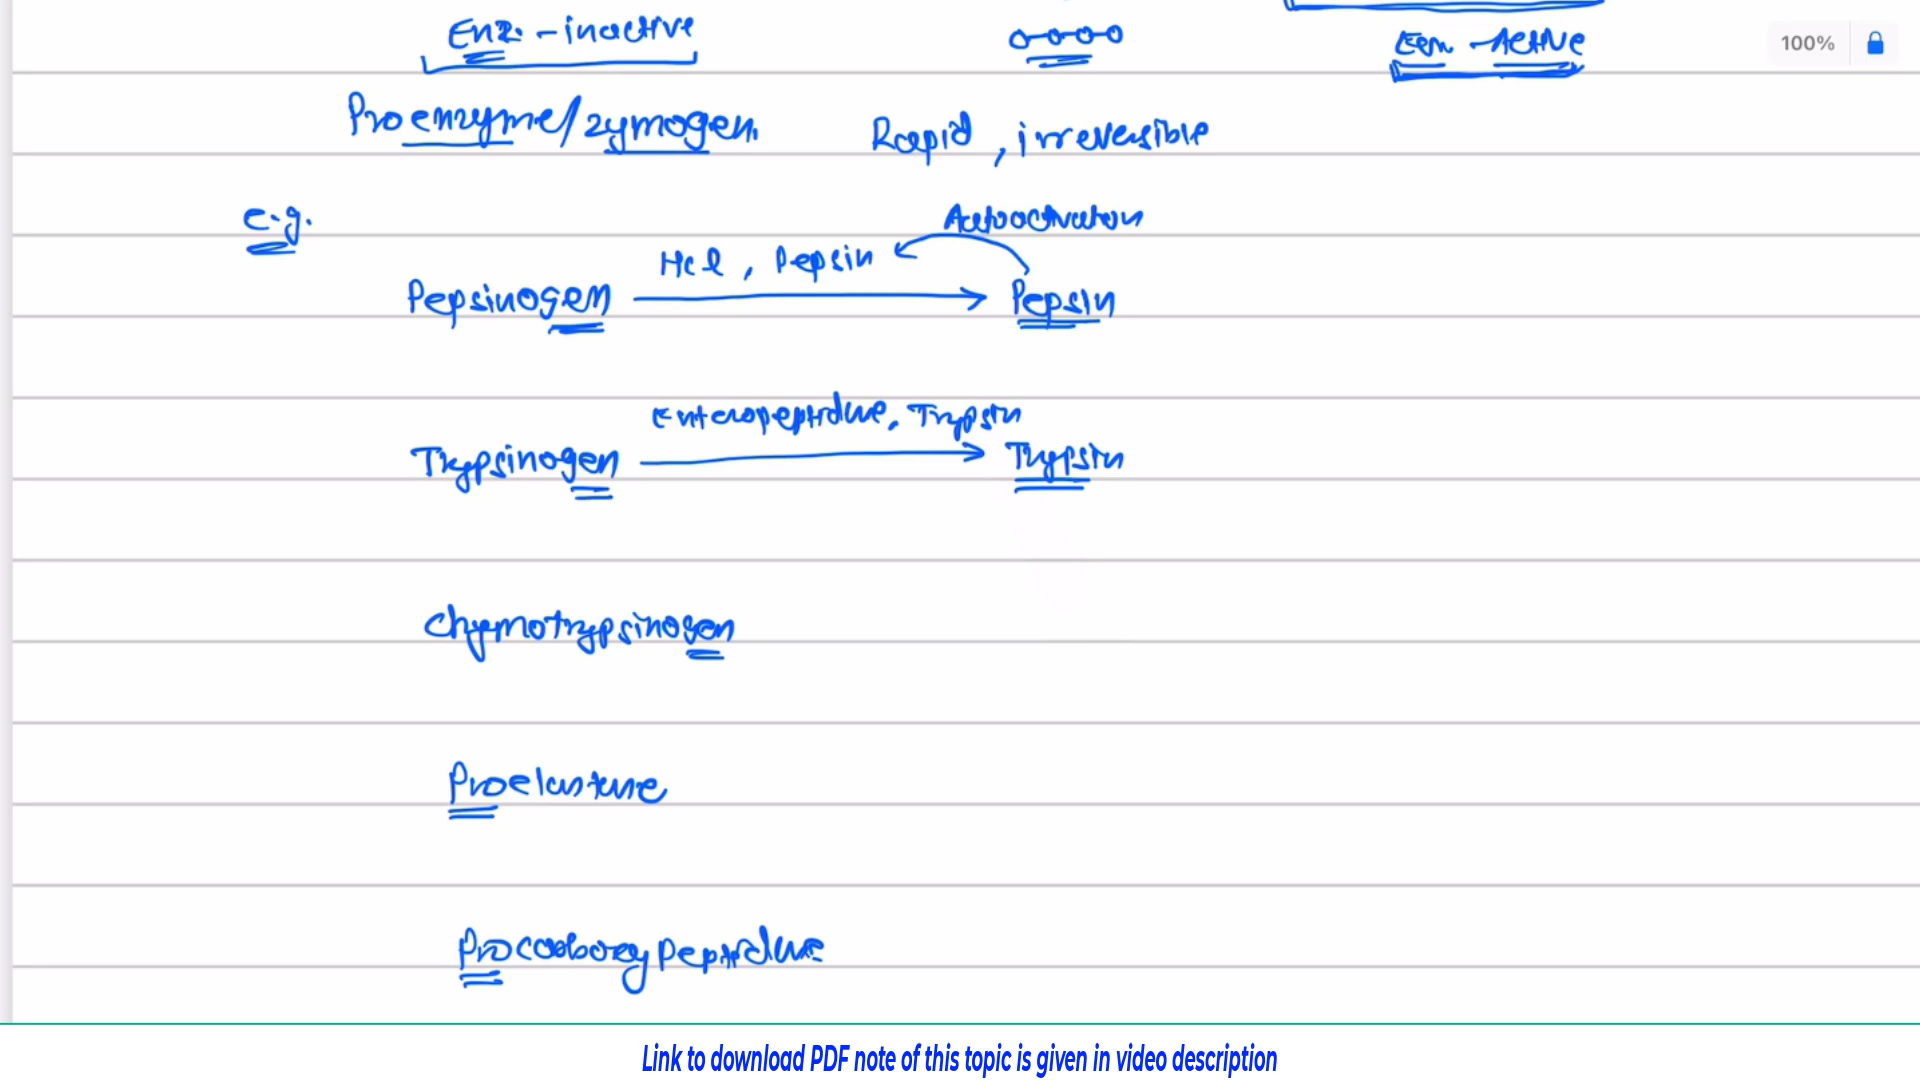 Enz. - inactive
Enz - Active
100%
Proenzyme/zymogen.
Rapid, irreversible
e.g.
Autoactivation
HCl, Pepsin
Pepsinogen
Pepsin
Enteropeptidase, Trypsin
Trypsinogen
Trypsin
Chymotrypsinogen
Proelastase
Procarboxypeptidase
Link to download PDF note of this topic is given in video description